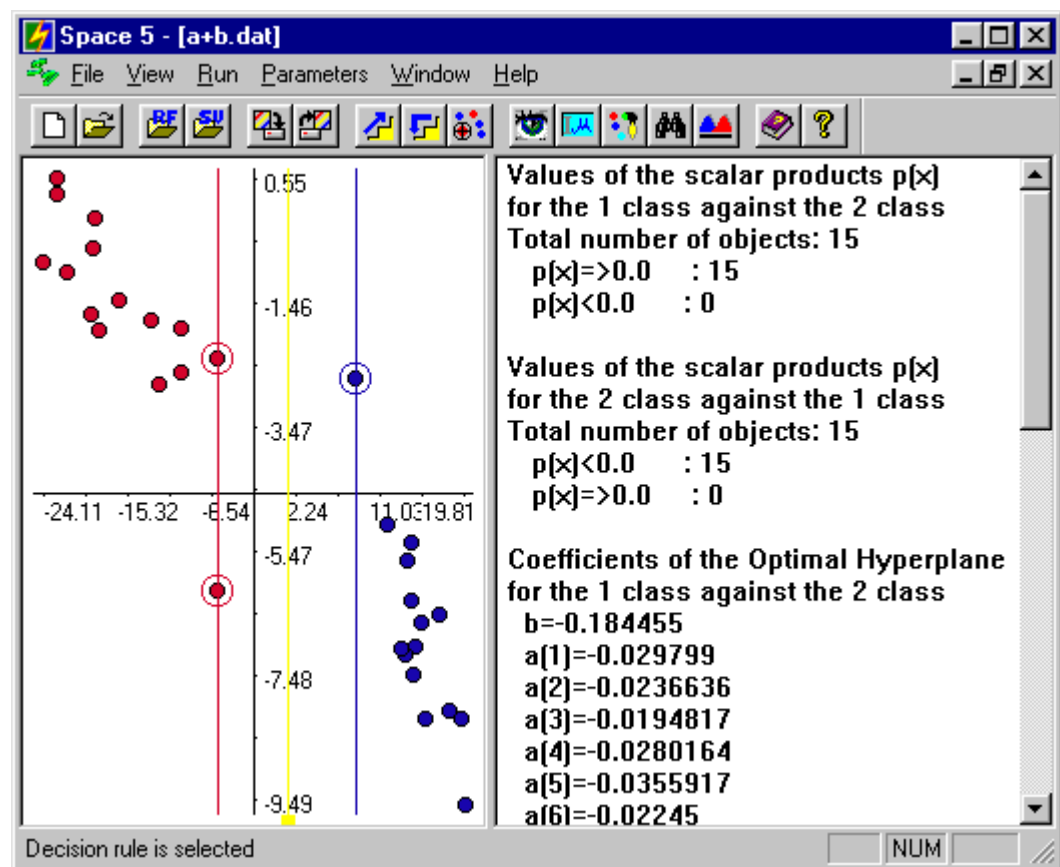 Space 5 - [a+b.dat]
File View Run Parameters Window Help
RF SU
0.55
-1.46
-3.47
-24.11 -15.32 -6.54 2.24 11.03 19.81
-5.47
-7.48
-9.49
Values of the scalar products p(x)
for the 1 class against the 2 class
Total number of objects: 15
p(x)=>0.0 : 15
p(x)<0.0 : 0
Values of the scalar products p(x)
for the 2 class against the 1 class
Total number of objects: 15
p(x)<0.0 : 15
p(x)=>0.0 : 0
Coefficients of the Optimal Hyperplane
for the 1 class against the 2 class
b=-0.184455
a(1)=-0.029799
a(2)=-0.0236636
a(3)=-0.0194817
a(4)=-0.0280164
a(5)=-0.0355917
a(6)=-0.02245
Decision rule is selected
NUM